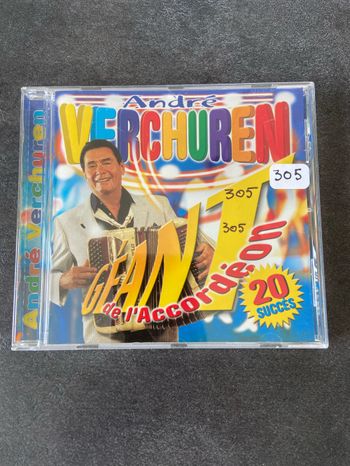 André
VERCHUREN
305
305
305
GÉANT
de l'Accordéon
20
SUCCÈS
André Verchuren